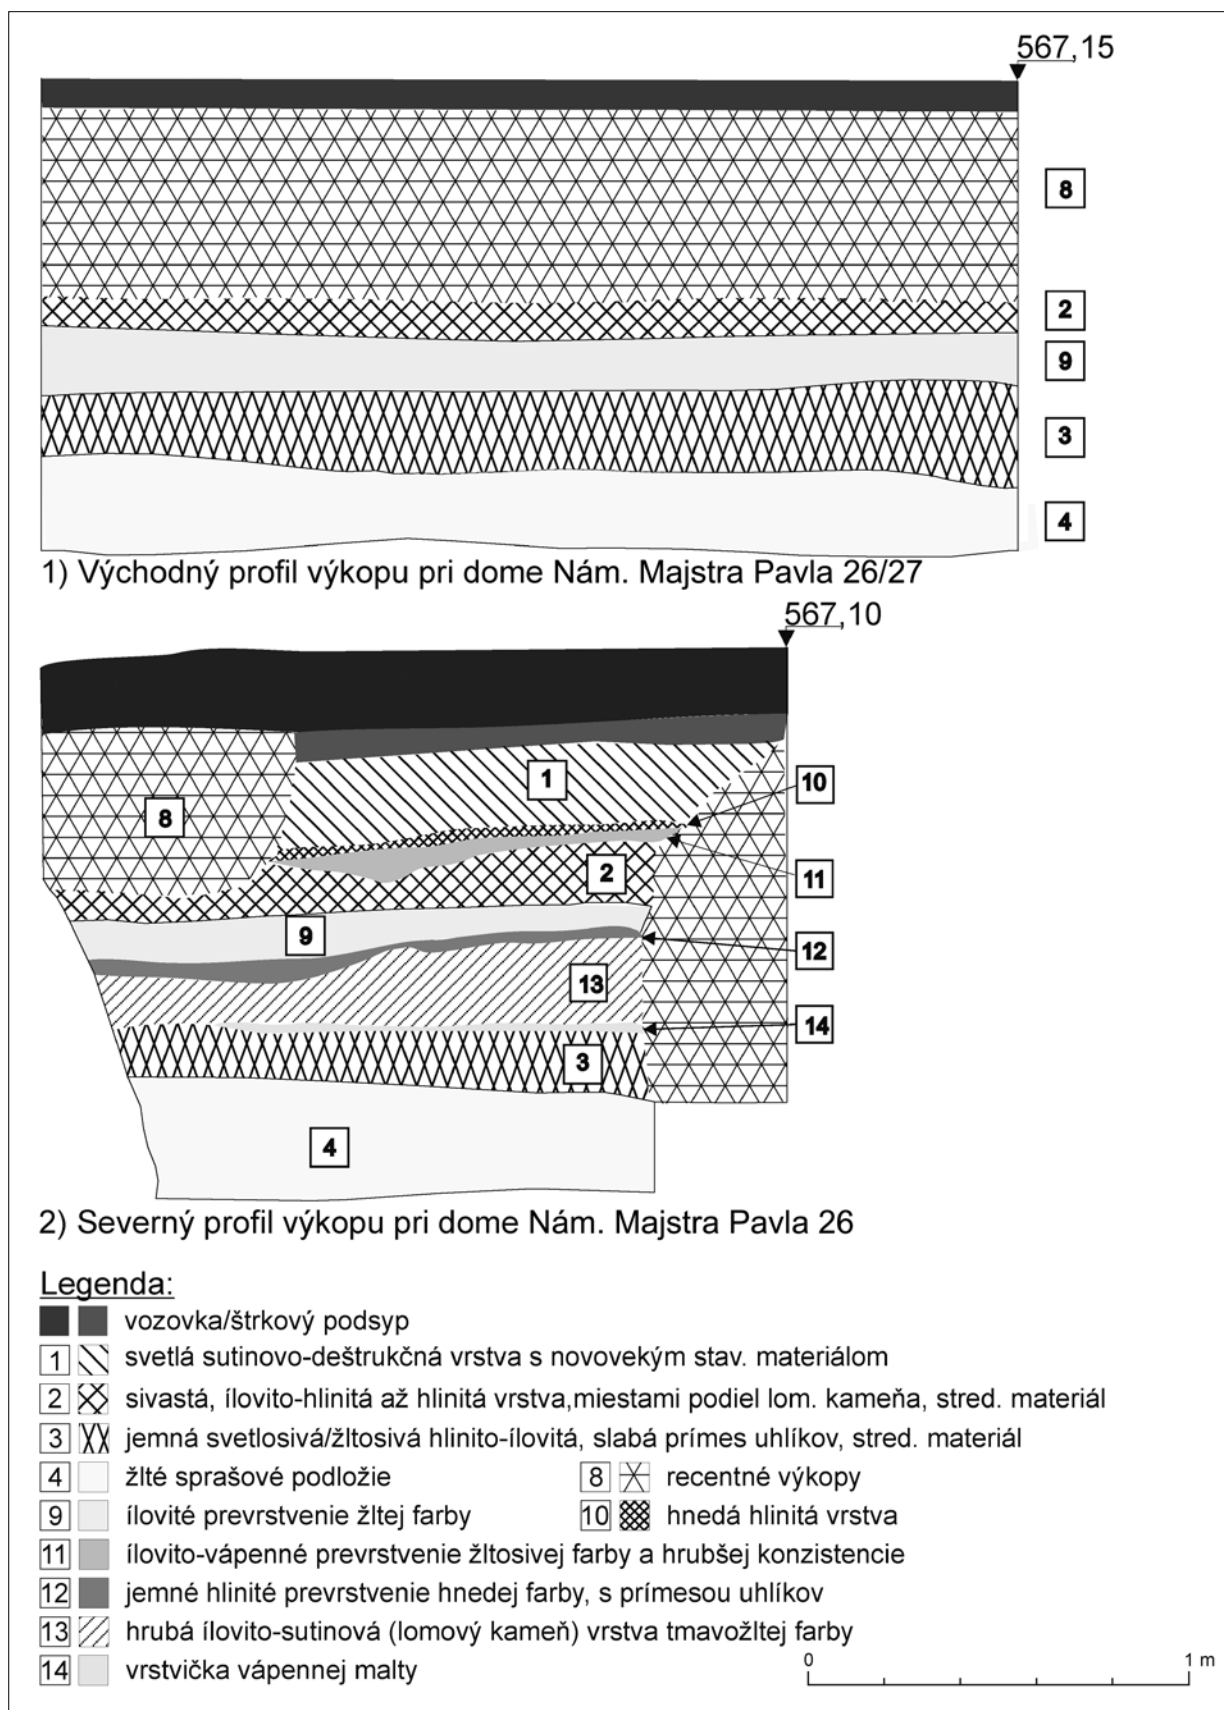 567,15
8
2
9
3
4
1) Východný profil výkopu pri dome Nám. Majstra Pavla 26/27
567,10
1
10
8
2
11
9
12
13
14
3
4
2) Severný profil výkopu pri dome Nám. Majstra Pavla 26
Legenda:
vozovka/štrkový podsyp
1 svetlá sutinovo-deštrukčná vrstva s novovekým stav. materiálom
2 sivastá, ílovito-hlinitá až hlinitá vrstva,miestami podiel lom. kameňa, stred. materiál
3 jemná svetlosivá/žltosivá hlinito-ílovitá, slabá prímes uhlíkov, stred. materiál
4 žlté sprašové podložie 8 recentné výkopy
9 ílovité prevrstvenie žltej farby 10 hnedá hlinitá vrstva
11 ílovito-vápenné prevrstvenie žltosivej farby a hrubšej konzistencie
12 jemné hlinité prevrstvenie hnedej farby, s prímesou uhlíkov
13 hrubá ílovito-sutinová (lomový kameň) vrstva tmavožltej farby
14 vrstvička vápennej malty
0 1 m